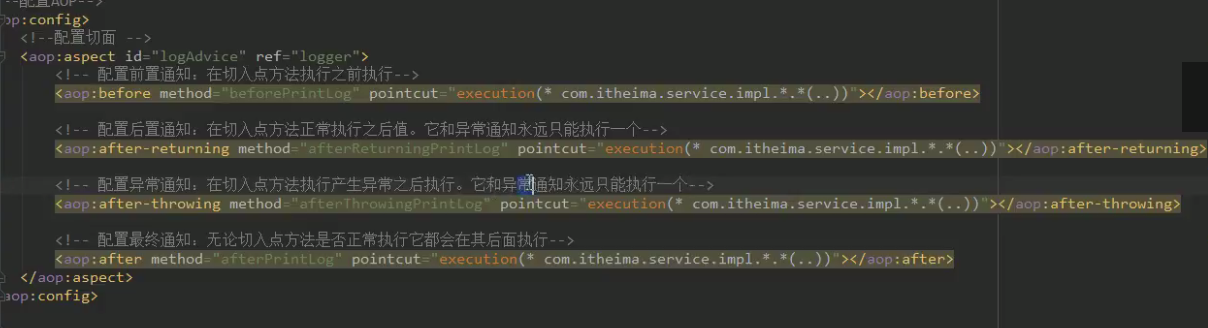 --配置AOP-->
op:config>
<!--配置切面 -->
<aop:aspect id="logAdvice" ref="logger">
<!-- 配置前置通知：在切入点方法执行之前执行-->
<aop:before method="beforePrintLog" pointcut="execution(* com.itheima.service.impl.*.*(..))"></aop:before>
<!-- 配置后置通知：在切入点方法正常执行之后值。它和异常通知永远只能执行一个-->
<aop:after-returning method="afterReturningPrintLog" pointcut="execution(* com.itheima.service.impl.*.*(..))"></aop:after-returning>
<!-- 配置异常通知：在切入点方法执行产生异常之后执行。它和异常通知永远只能执行一个-->
<aop:after-throwing method="afterThrowingPrintLog" pointcut="execution(* com.itheima.service.impl.*.*(..))"></aop:after-throwing>
<!-- 配置最终通知：无论切入点方法是否正常执行它都会在其后面执行-->
<aop:after method="afterPrintLog" pointcut="execution(* com.itheima.service.impl.*.*(..))"></aop:after>
</aop:aspect>
aop:config>